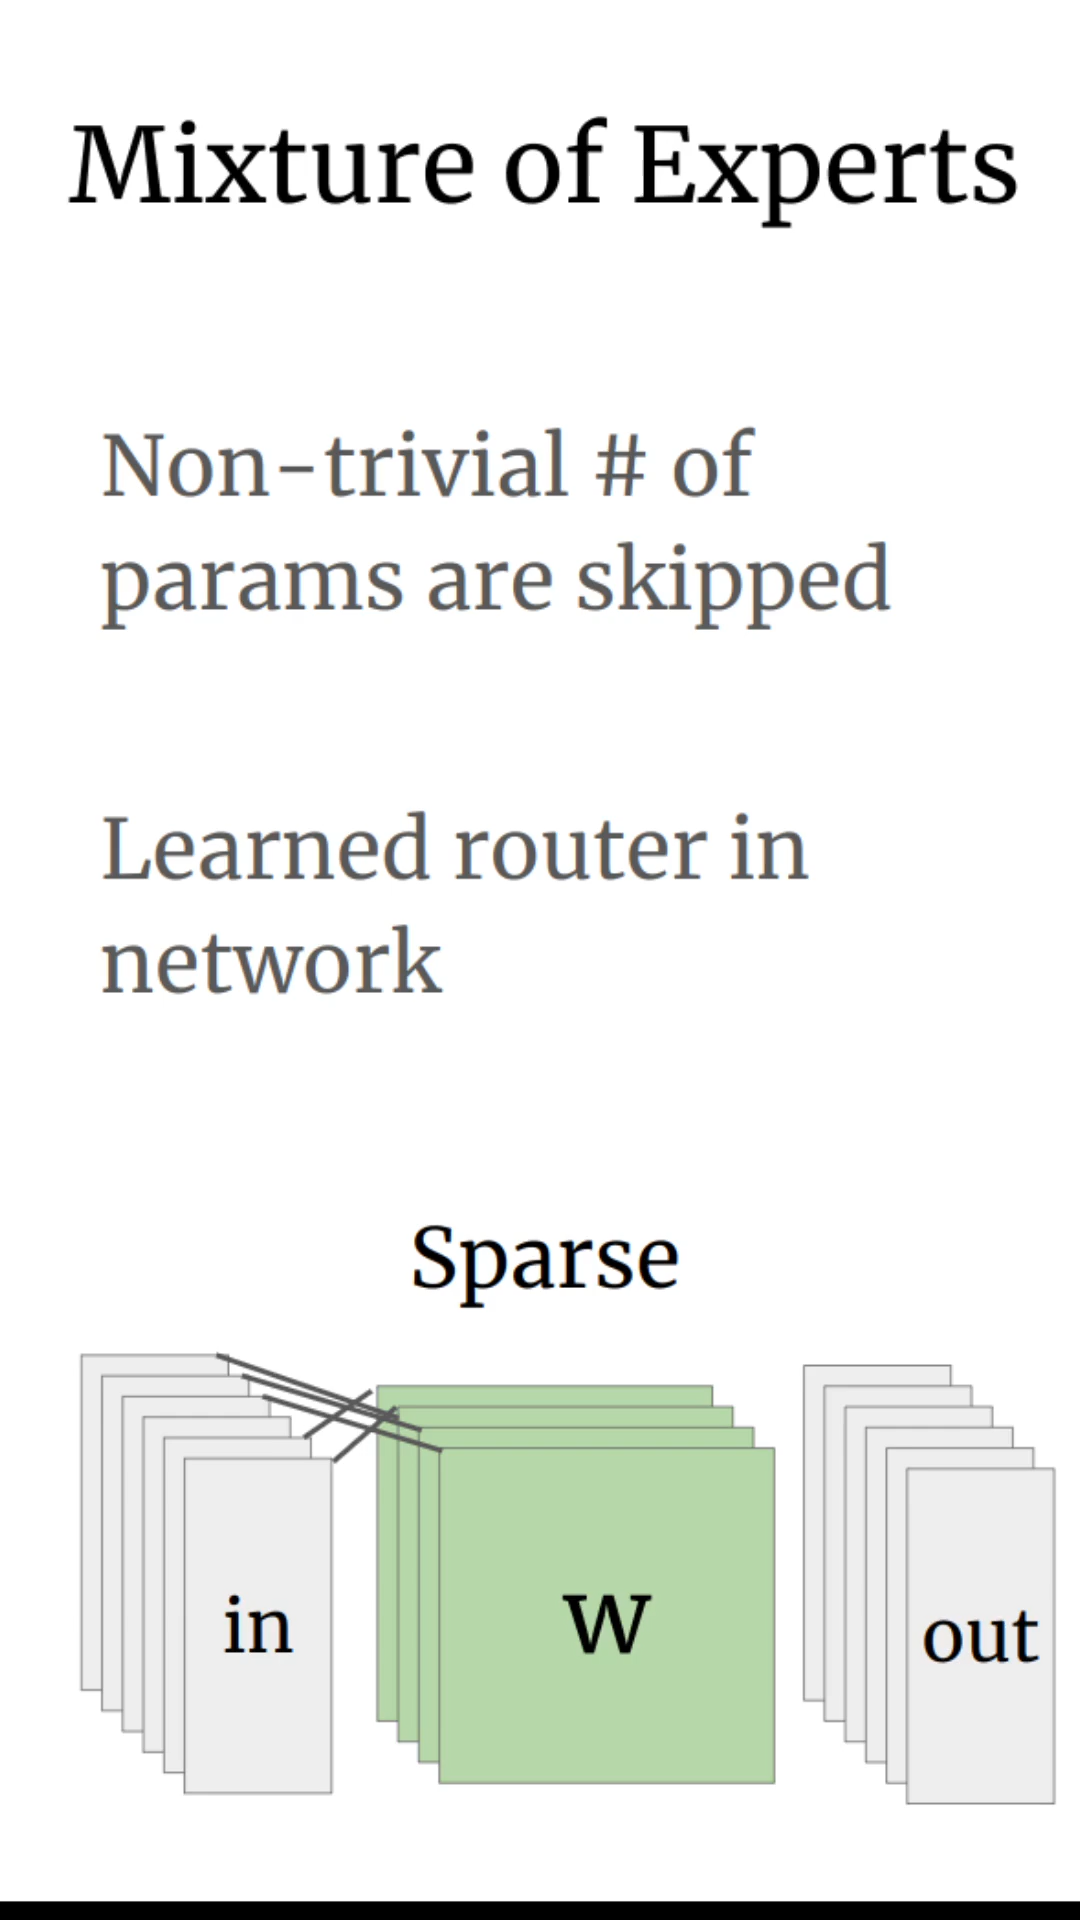 Mixture of Experts
Non-trivial # of
params are skipped
Learned router in
network
Sparse
in
W
out